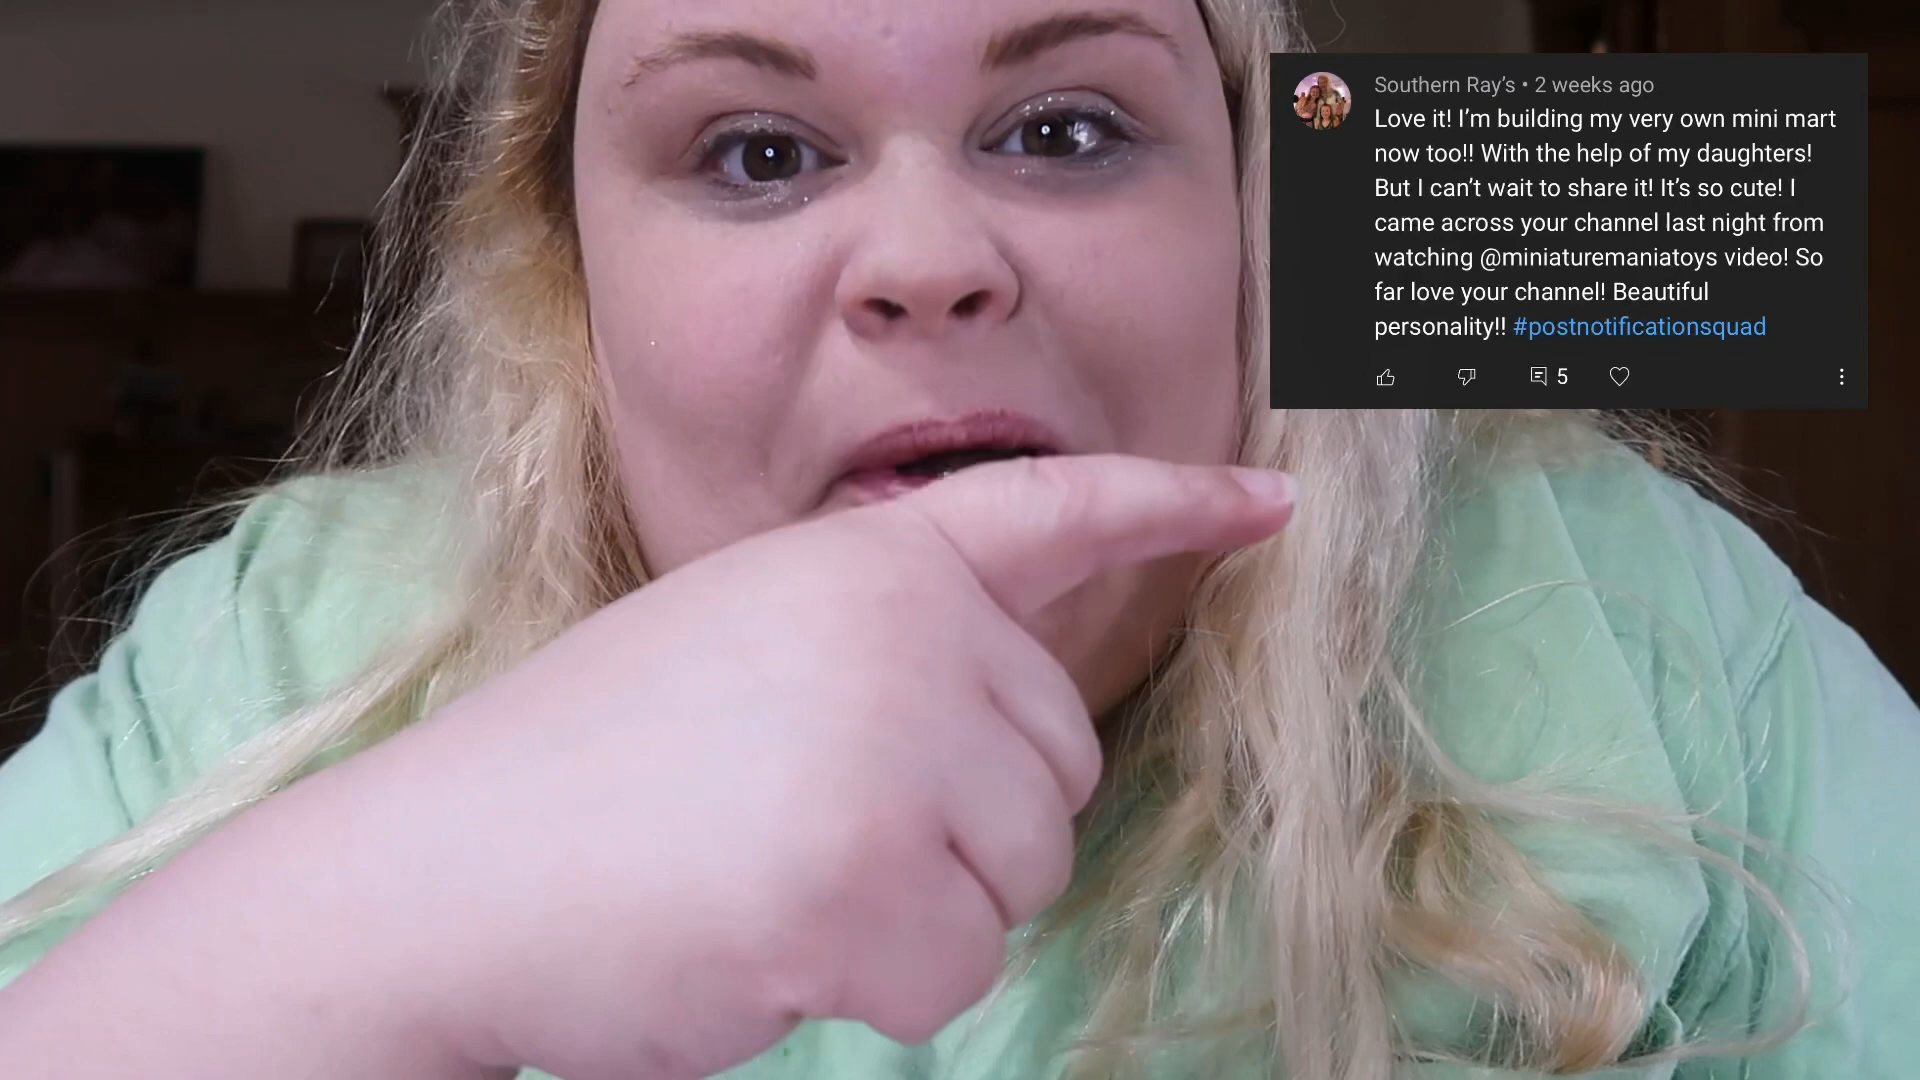 Southern Ray’s • 2 weeks ago
Love it! I’m building my very own mini mart
now too!! With the help of my daughters!
But I can’t wait to share it! It’s so cute! I
came across your channel last night from
watching @miniaturemaniatoys video! So
far love your channel! Beautiful
personality!! #postnotificationsquad
5